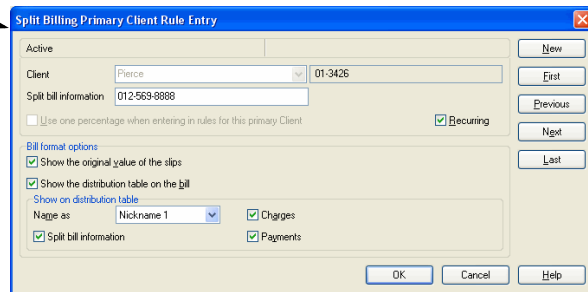 Split Billing Primary Client Rule Entry
Active
New
Client Pierce 01-3426
First
Split bill information 012-569-8888
Previous
Use one percentage when entering in rules for this primary Client Recurring
Next
Bill format options
Show the original value of the slips
Last
Show the distribution table on the bill
Show on distribution table
Name as Nickname 1 Charges
Split bill information Payments
OK Cancel Help